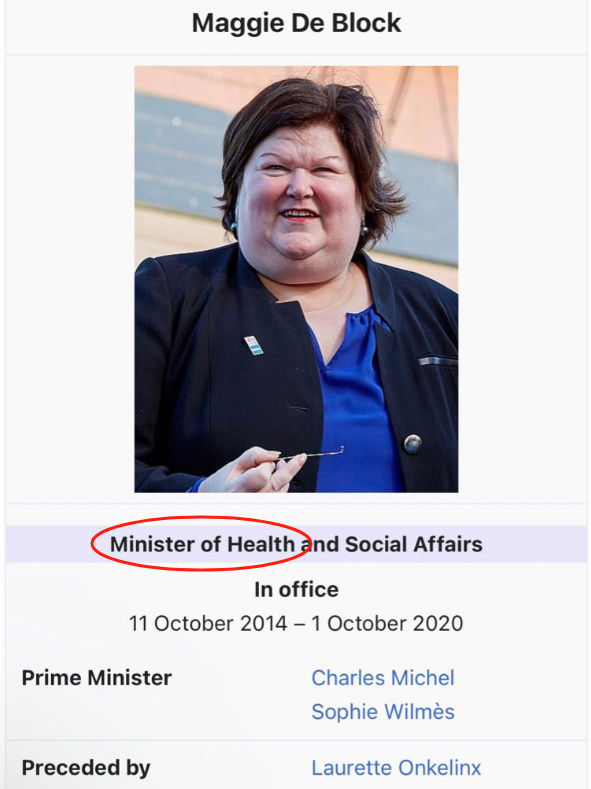 Maggie De Block
Minister of Health and Social Affairs
In office
11 October 2014 – 1 October 2020
Prime Minister Charles Michel
Sophie Wilmès
Preceded by Laurette Onkelinx